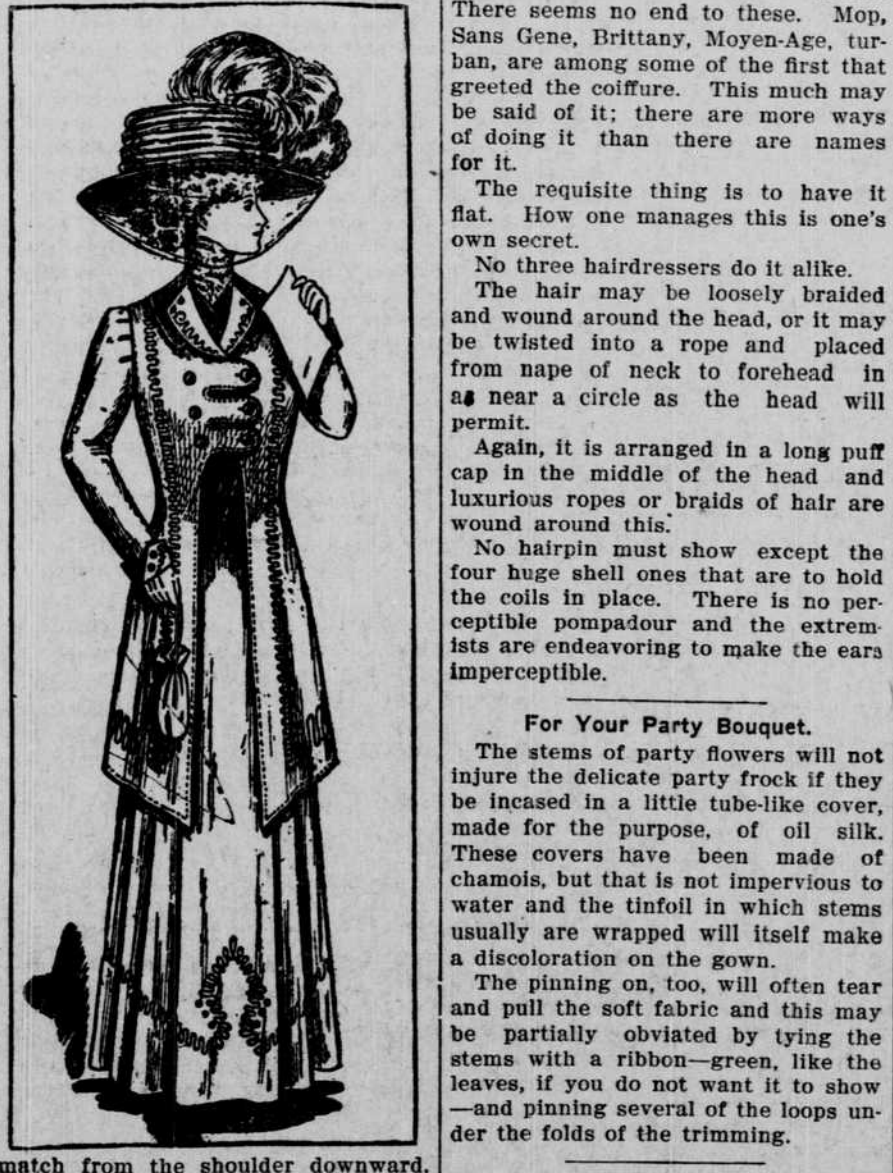 match from the shoulder downward.
There seems no end to these. Mop,
Sans Gene, Brittany, Moyen-Age, tur-
ban, are among some of the first that
greeted the coiffure. This much may
be said of it; there are more ways
of doing it than there are names
for it.
The requisite thing is to have it
flat. How one manages this is one's
own secret.
No three hairdressers do it alike.
The hair may be loosely braided
and wound around the head, or it may
be twisted into a rope and placed
from nape of neck to forehead in
as near a circle as the head will
permit.
Again, it is arranged in a long puff
cap in the middle of the head and
luxurious ropes or braids of hair are
wound around this.
No hairpin must show except the
four huge shell ones that are to hold
the coils in place. There is no per-
ceptible pompadour and the extrem-
ists are endeavoring to make the ears
imperceptible.
For Your Party Bouquet.
The stems of party flowers will not
injure the delicate party frock if they
be incased in a little tube-like cover,
made for the purpose, of oil silk.
These covers have been made of
chamois, but that is not impervious to
water and the tinfoil in which stems
usually are wrapped will itself make
a discoloration on the gown.
The pinning on, too, will often tear
and pull the soft fabric and this may
be partially obviated by tying the
stems with a ribbon—green, like the
leaves, if you do not want it to show
—and pinning several of the loops un-
der the folds of the trimming.